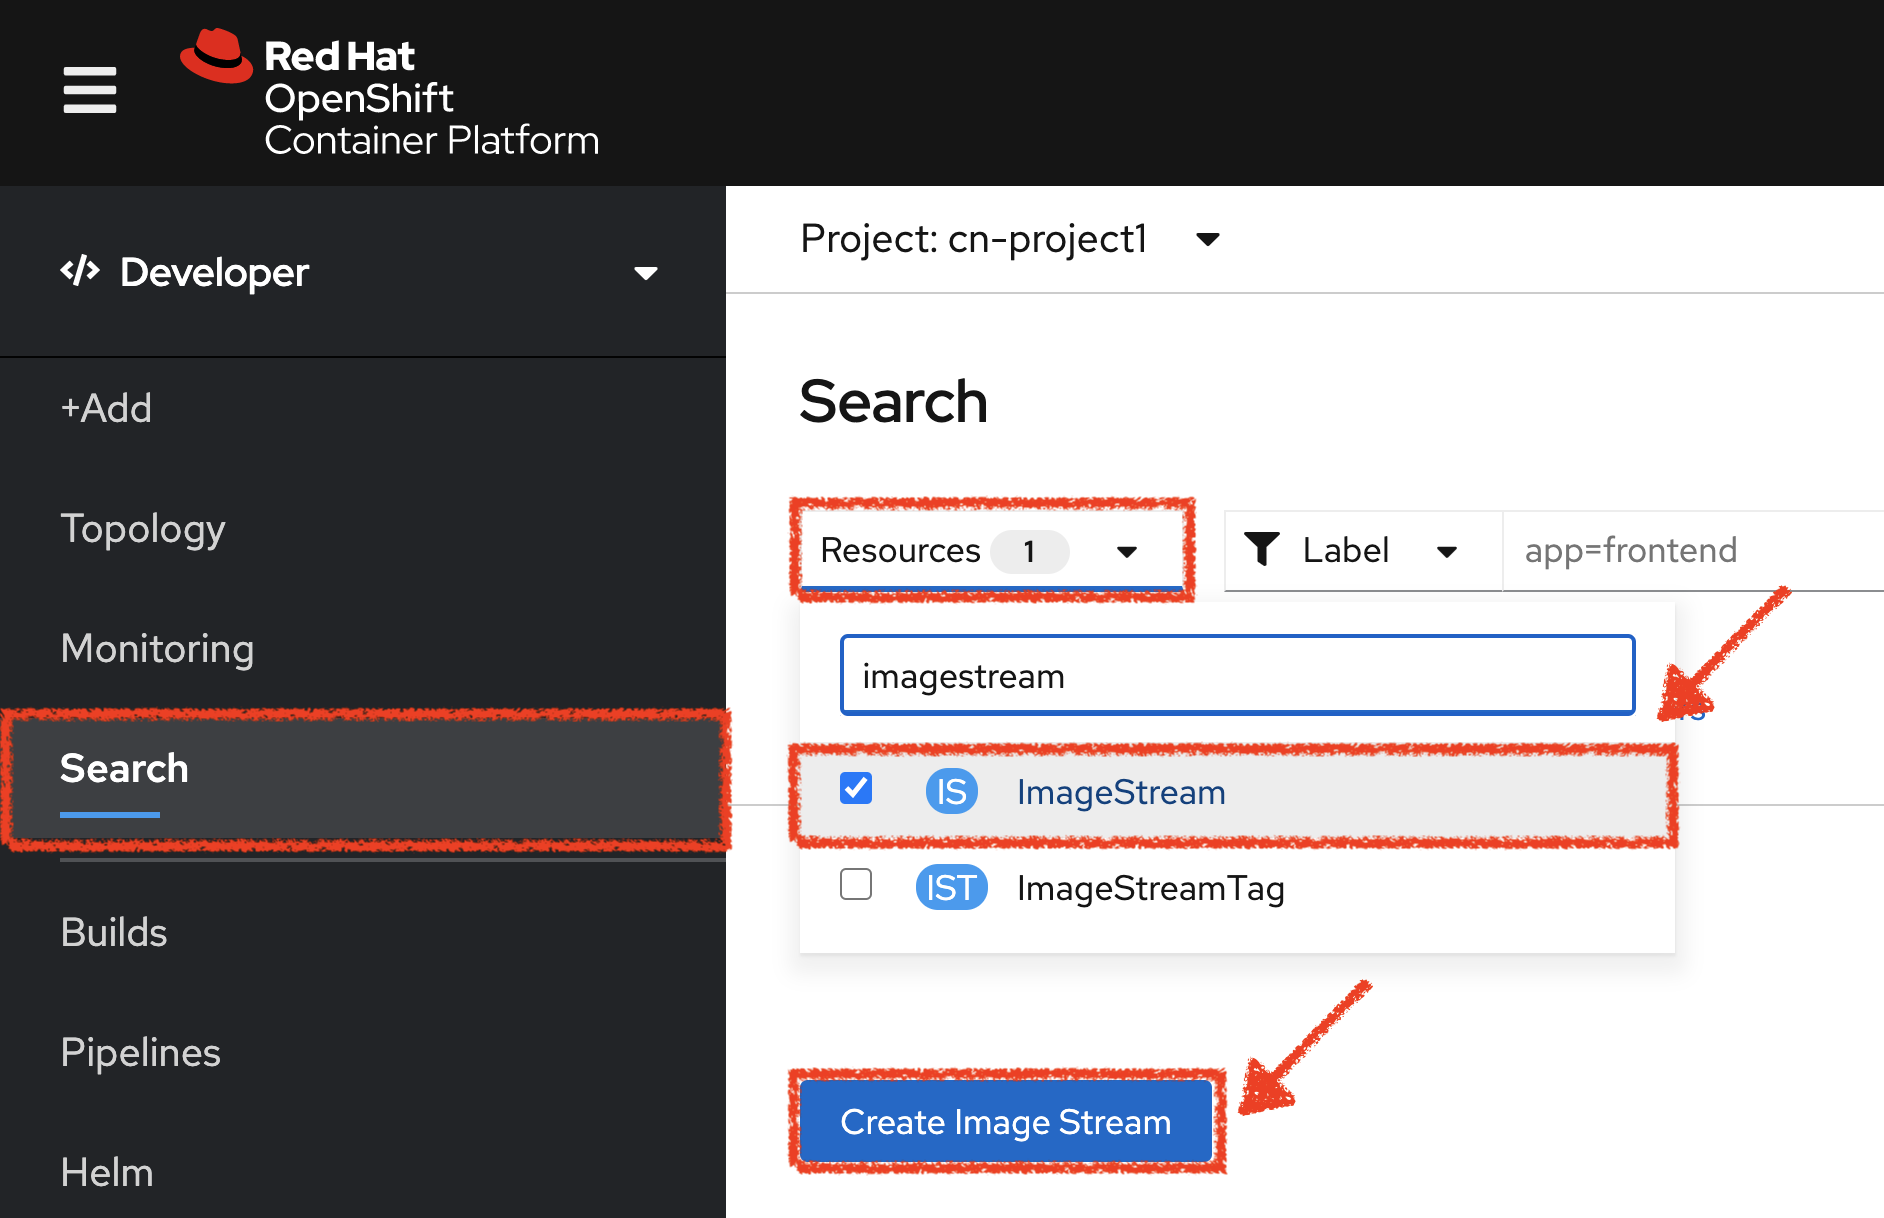 Red Hat
OpenShift
Container Platform
</> Developer
+Add
Topology
Monitoring
Search
Builds
Pipelines
Helm
Project: cn-project1
Search
Resources 1
Label
app=frontend
imagestream
IS ImageStream
IST ImageStreamTag
Create Image Stream